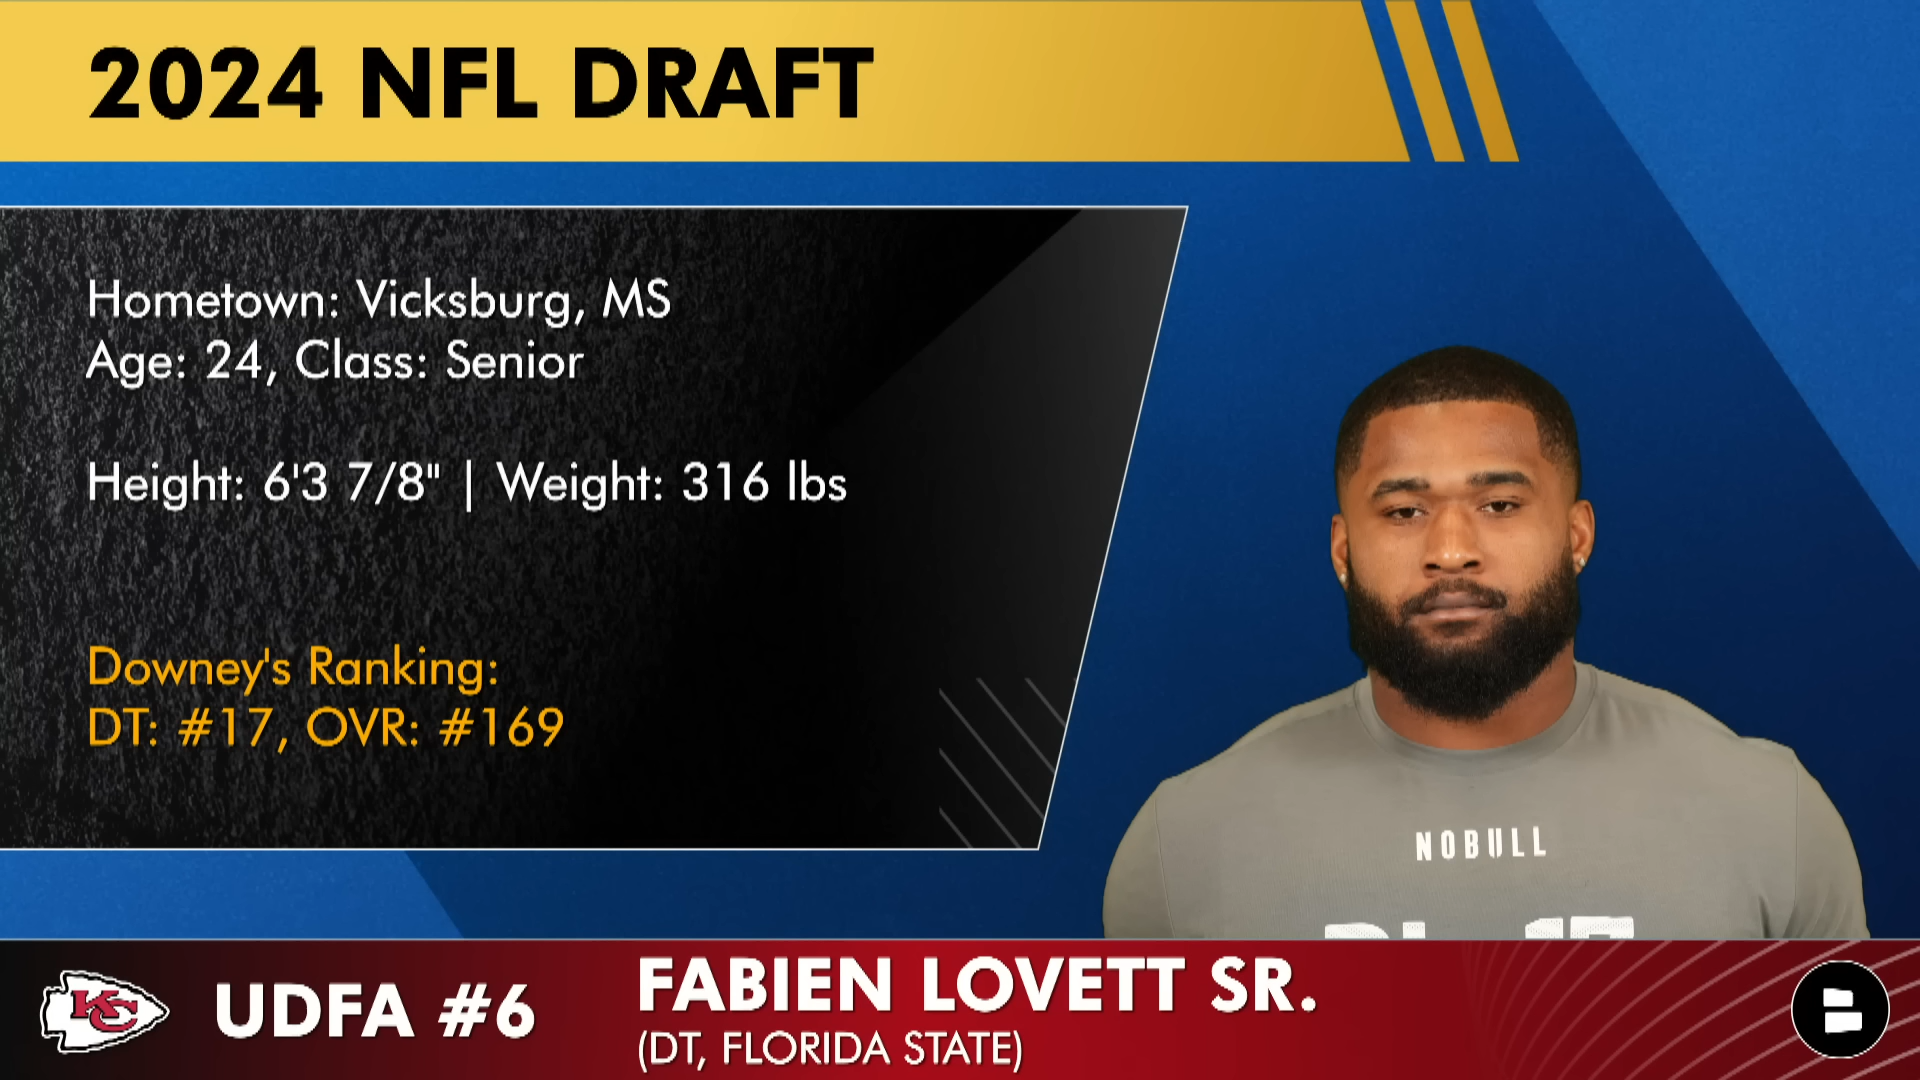 2024 NFL DRAFT
Hometown: Vicksburg, MS
Age: 24, Class: Senior
Height: 6'3 7/8" | Weight: 316 lbs
Downey's Ranking:
DT: #17, OVR: #169
NOBULL
KC
UDFA #6
FABIEN LOVETT SR.
(DT, FLORIDA STATE)